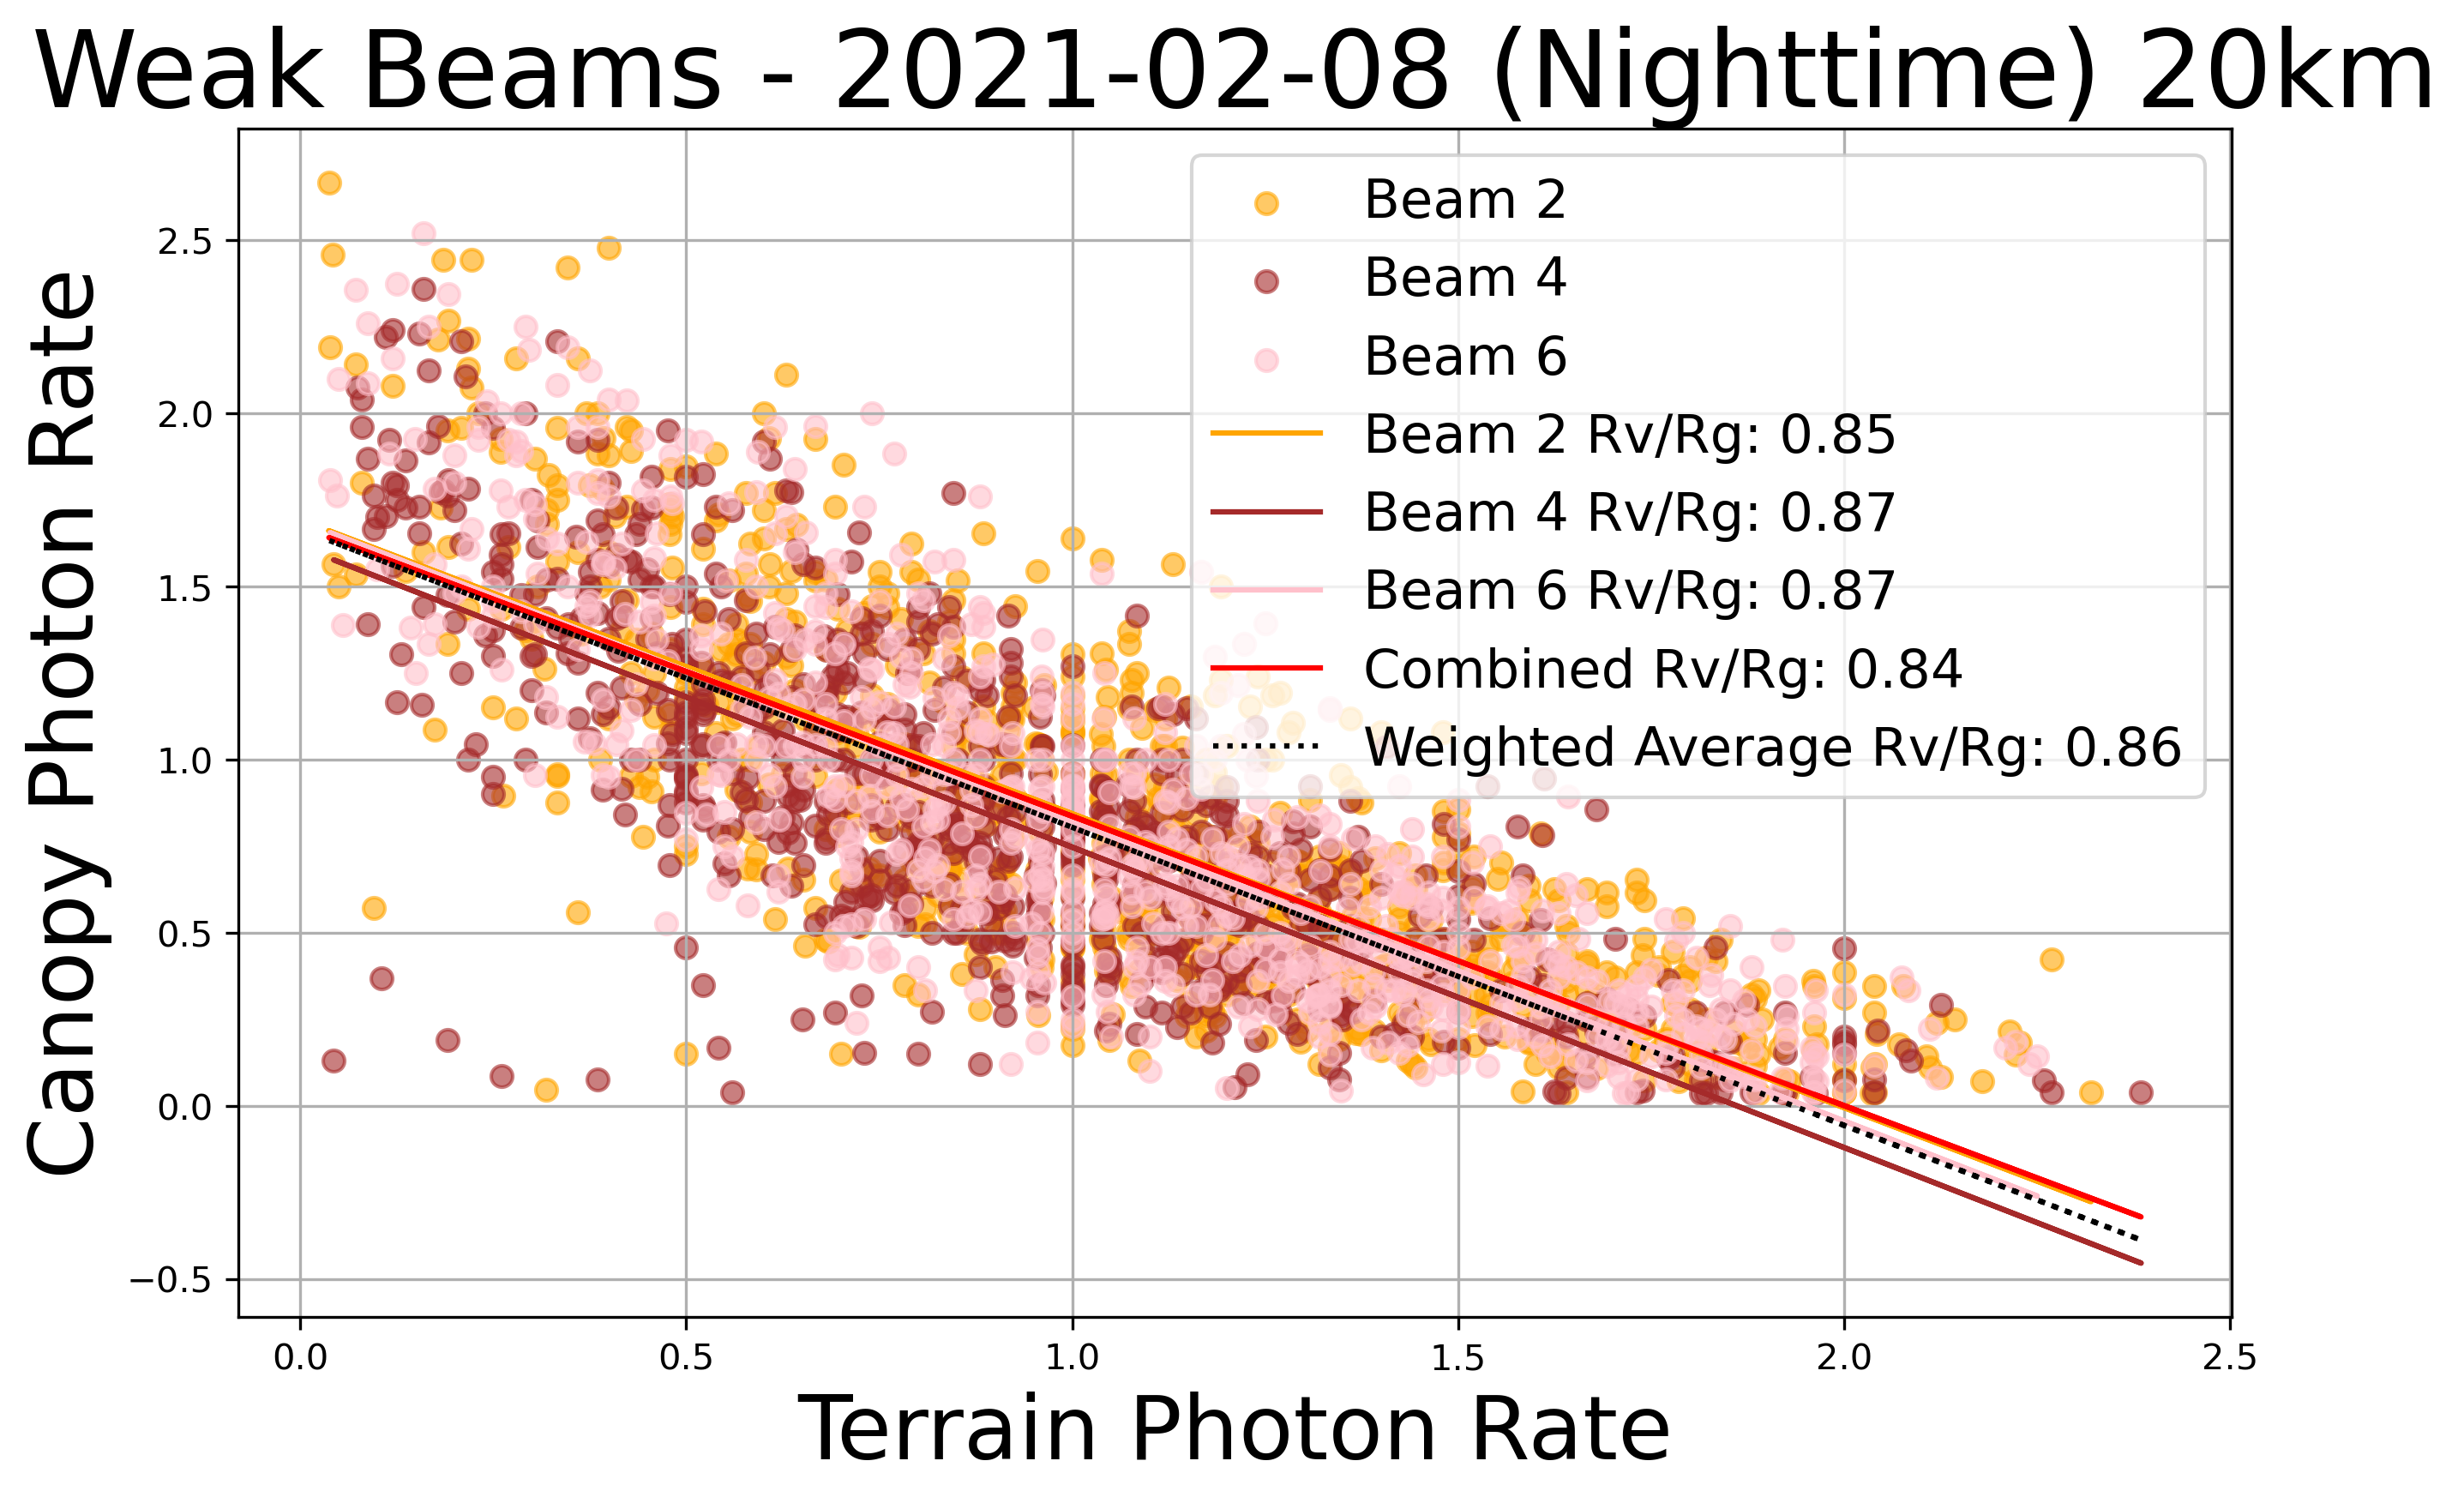 Weak Beams - 2021-02-08 (Nighttime) 20km
Beam 2
Beam 4
Beam 6
Beam 2 Rv/Rg: 0.85
Beam 4 Rv/Rg: 0.87
Beam 6 Rv/Rg: 0.87
Combined Rv/Rg: 0.84
Weighted Average Rv/Rg: 0.86
Canopy Photon Rate
2.5
2.0
1.5
1.0
0.5
0.0
−0.5
0.0 0.5 1.0 1.5 2.0 2.5
Terrain Photon Rate